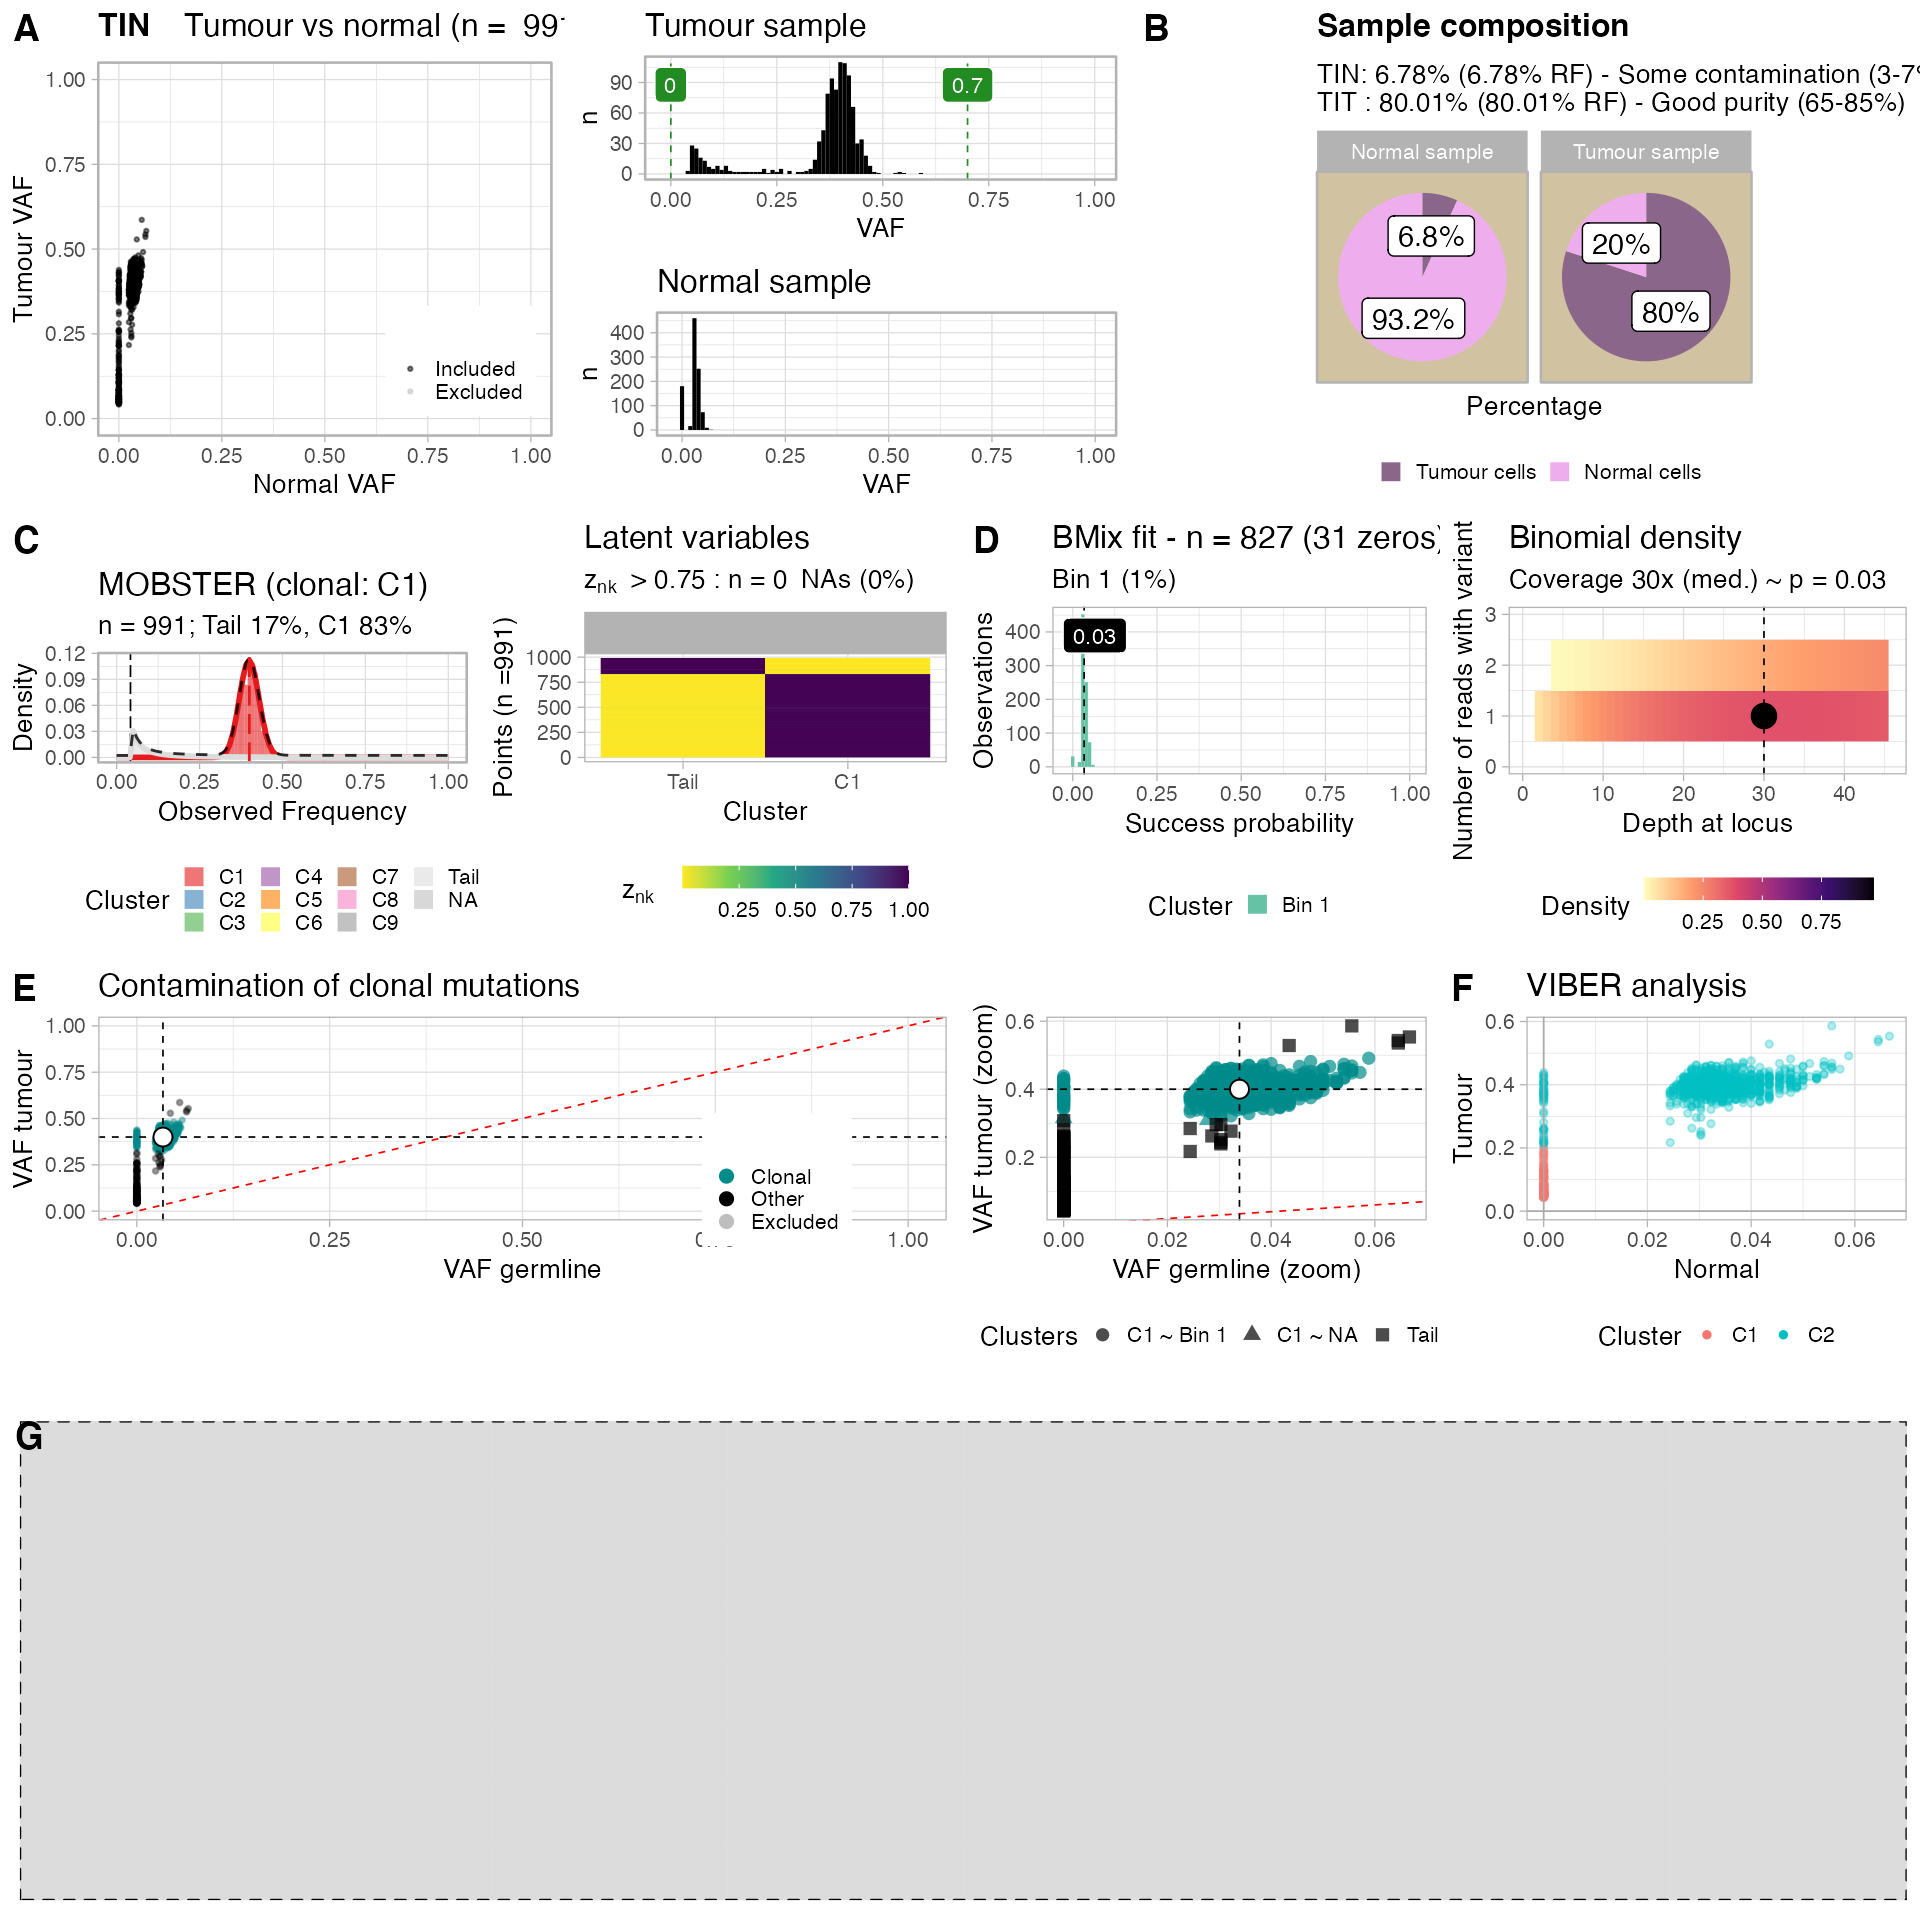 A
TIN Tumour vs normal (n = 99
1.00
0.75
0.50
0.25
0.00
Tumour VAF
Included
Excluded
0.00 0.25 0.50 0.75 1.00
Normal VAF
Tumour sample
90
60
30
0
n
0
0.7
0.00 0.25 0.50 0.75 1.00
VAF
Normal sample
400
300
200
100
0
n
0.00 0.25 0.50 0.75 1.00
VAF
B
Sample composition
TIN: 6.78% (6.78% RF) - Some contamination (3-7%
TIT : 80.01% (80.01% RF) - Good purity (65-85%)
Normal sample
Tumour sample
6.8%
93.2%
20%
80%
Percentage
Tumour cells
Normal cells
C
MOBSTER (clonal: C1)
n = 991; Tail 17%, C1 83%
0.12
0.09
0.06
0.03
0.00
Density
0.00 0.25 0.50 0.75 1.00
Observed Frequency
Cluster
C1 C4 C7 Tail
C2 C5 C8 NA
C3 C6 C9
Latent variables
znk > 0.75 : n = 0 NAs (0%)
1000
750
500
250
0
Points (n =991)
Tail C1
Cluster
znk
0.25 0.50 0.75 1.00
D
BMix fit - n = 827 (31 zeros)
Bin 1 (1%)
400
300
200
100
0
Observations
0.03
0.00 0.25 0.50 0.75 1.00
Success probability
Cluster Bin 1
Binomial density
Coverage 30x (med.) ~ p = 0.03
3
2
1
0
Number of reads with variant
0 10 20 30 40
Depth at locus
Density
0.25 0.50 0.75
E
Contamination of clonal mutations
1.00
0.75
0.50
0.25
0.00
VAF tumour
Clonal
Other
Excluded
0.00 0.25 0.50 1.00
VAF germline
0.6
0.4
0.2
VAF tumour (zoom)
0.00 0.02 0.04 0.06
VAF germline (zoom)
Clusters C1 ~ Bin 1 C1 ~ NA Tail
F
VIBER analysis
0.6
0.4
0.2
0.0
Tumour
0.00 0.02 0.04 0.06
Normal
Cluster C1 C2
G